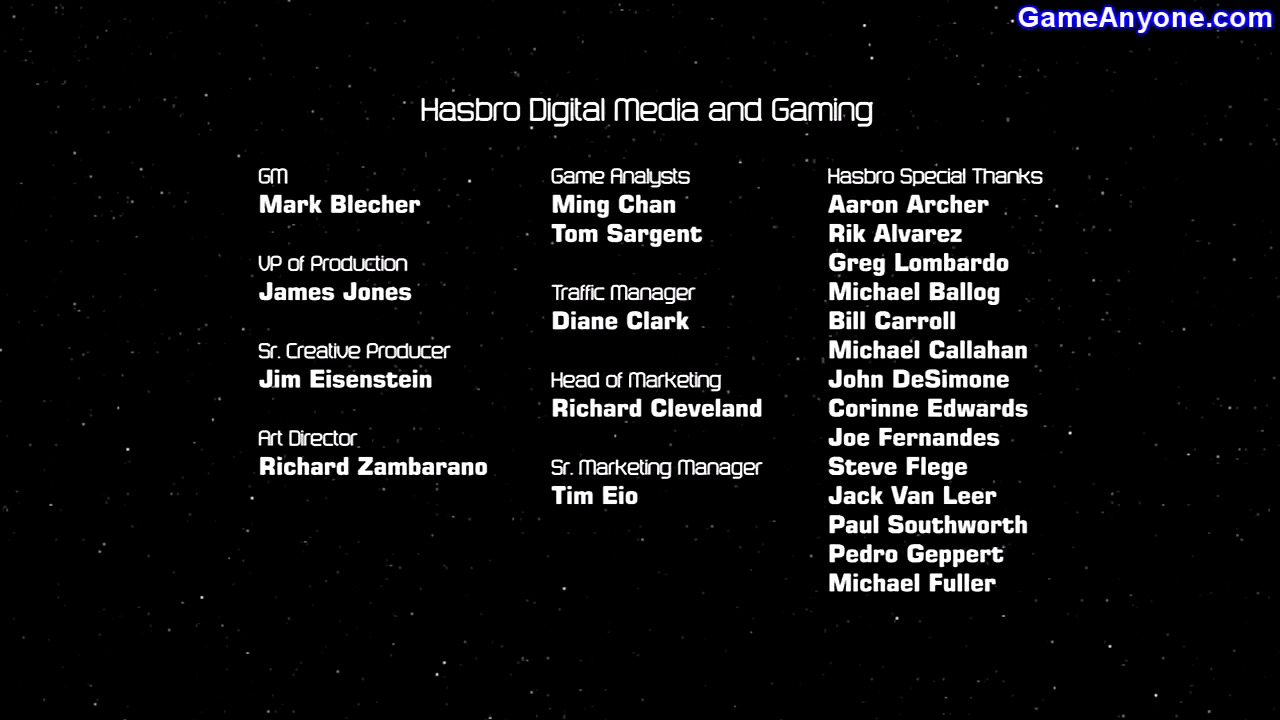 GameAnyone.com
Hasbro Digital Media and Gaming
GM
Mark Blecher
VP of Production
James Jones
Sr. Creative Producer
Jim Eisenstein
Art Director
Richard Zambarano
Game Analysts
Ming Chan
Tom Sargent
Traffic Manager
Diane Clark
Head of Marketing
Richard Cleveland
Sr. Marketing Manager
Tim Eio
Hasbro Special Thanks
Aaron Archer
Rik Alvarez
Greg Lombardo
Michael Ballog
Bill Carroll
Michael Callahan
John DeSimone
Corinne Edwards
Joe Fernandes
Steve Flege
Jack Van Leer
Paul Southworth
Pedro Geppert
Michael Fuller